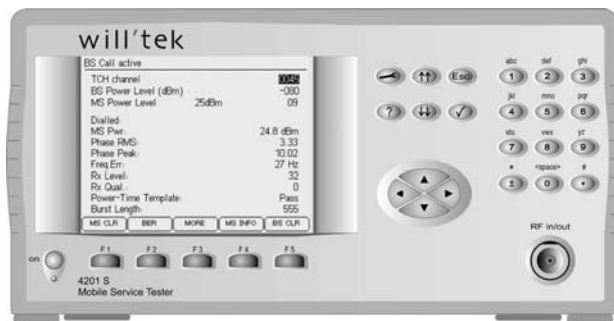 will'tek
BS Call active
TCH channel 0045
BS Power Level (dBm) -080
MS Power Level 25dBm 09
Dialled:
MS Pwr: 24.8 dBm
Phase RMS: 3.33
Phase Peak: 10.02
Freq.Err: 27 Hz
Rx Level: 32
Rx Qual.: 0
Power-Time Template: Pass
Burst Length: 555
MS CLR BER MORE MS INFO BS CLR
F1 F2 F3 F4 F5
on
4201 S
Mobile Service Tester
Esc
?
abc def ghi
1 2 3
jkl mno pqr
4 5 6
stu vwx yz
7 8 9
* <space> #
± 0 •
RF in/out